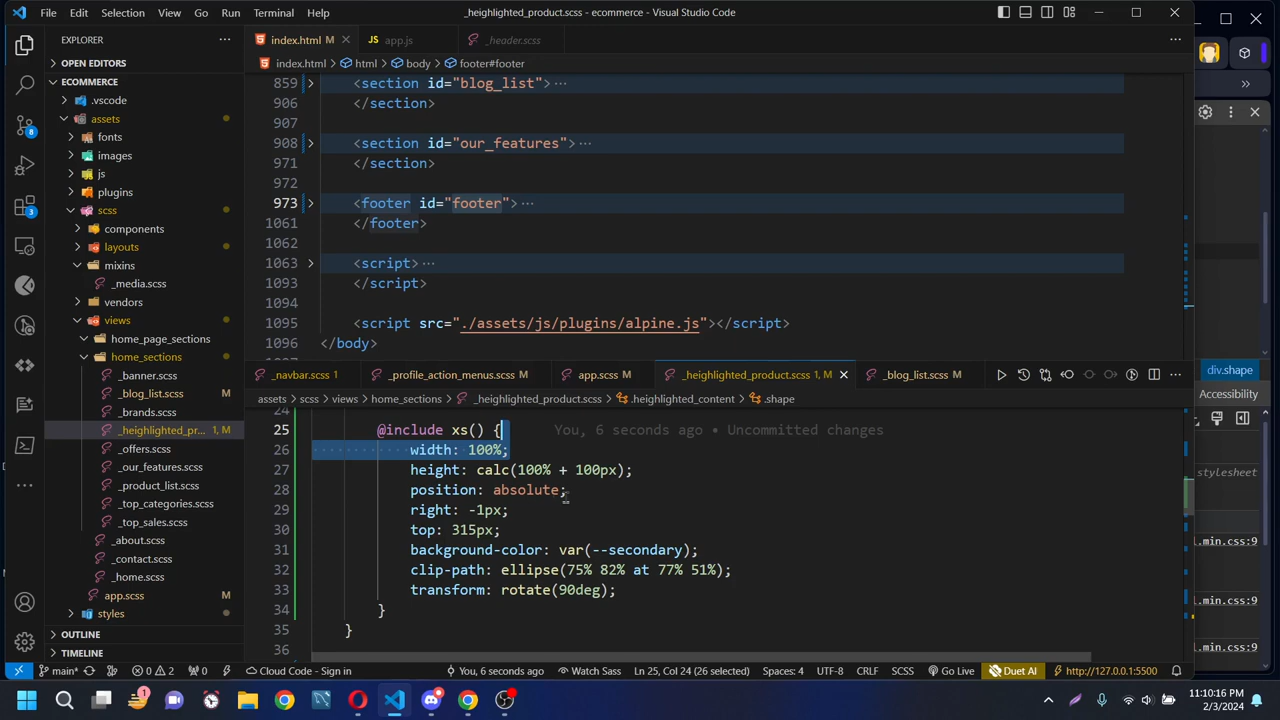 File Edit Selection View Go Run Terminal Help
_heighlighted_product.scss - ecommerce - Visual Studio Code
EXPLORER
OPEN EDITORS
ECOMMERCE
.vscode
assets
fonts
images
js
plugins
scss
components
layouts
mixins
_media.scss
vendors
views
home_page_sections
home_sections
_banner.scss
_blog_list.scss M
_brands.scss
_heighlighted_pr... 1, M
_offers.scss
_our_features.scss
_product_list.scss
_top_categories.scss
_top_sales.scss
_about.scss
_contact.scss
_home.scss
app.scss
styles
OUTLINE
TIMELINE
index.html M
app.js
_header.scss
index.html > html > body > footer#footer
859 <section id="blog_list">
906 </section>
907
908 <section id="our_features">
971 </section>
972
973 <footer id="footer">
1061 </footer>
1062
1063 <script>
1093 </script>
1094
1095 <script src="./assets/js/plugins/alpine.js"></script>
1096 </body>
_navbar.scss 1
_profile_action_menus.scss M
app.scss M
_heighlighted_product.scss 1, M
_blog_list.scss M
assets > scss > views > home_sections > _heighlighted_product.scss > .heighlighted_content > .shape
24
25 @include xs() { You, 6 seconds ago • Uncommitted changes
26 width: 100%;
27 height: calc(100% + 100px);
28 position: absolute;
29 right: -1px;
30 top: 315px;
31 background-color: var(--secondary);
32 clip-path: ellipse(75% 82% at 77% 51%);
33 transform: rotate(90deg);
34 }
35 }
36
div.shape
Accessibility
stylesheet
l.min.css:9
l.min.css:9
l.min.css:9
main* 0 2 0 Cloud Code - Sign in You, 6 seconds ago Watch Sass Ln 25, Col 24 (26 selected) Spaces: 4 UTF-8 CRLF SCSS Go Live Duet AI http://127.0.0.1:5500
11:10:16 PM
2/3/2024